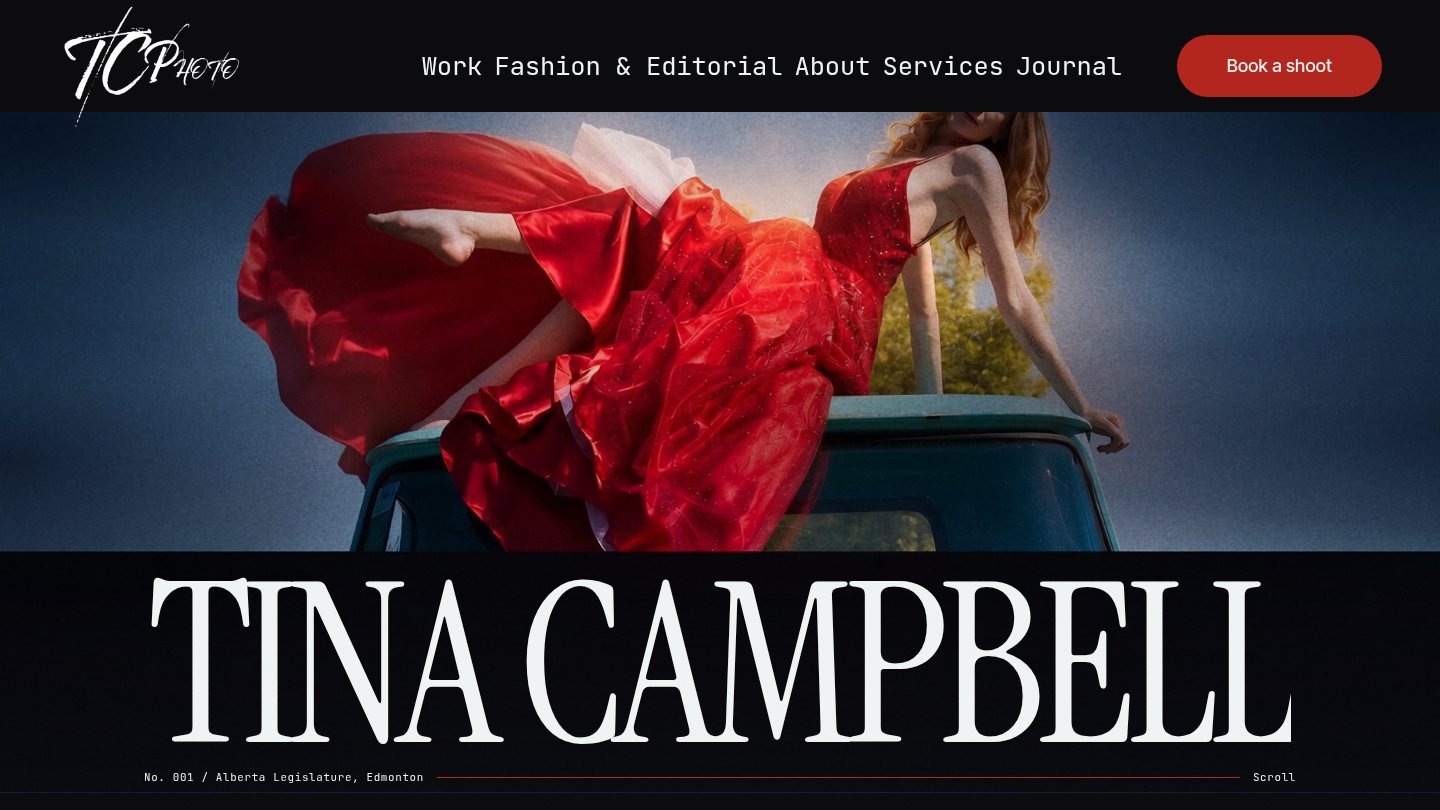 TCPHOTO
Work Fashion & Editorial About Services Journal
Book a shoot
TINA CAMPBELL
No. 001 / Alberta Legislature, Edmonton
Scroll